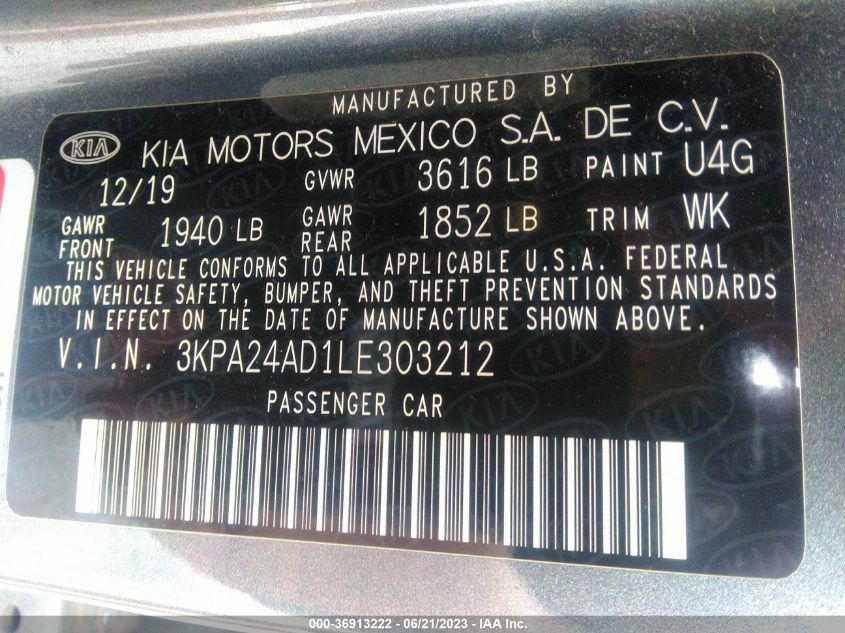 MANUFACTURED BY
KIA KIA MOTORS MEXICO S.A. DE C.V.
12/19 GVWR 3616 LB PAINT U4G
GAWR FRONT 1940 LB GAWR REAR 1852 LB TRIM WK
THIS VEHICLE CONFORMS TO ALL APPLICABLE U.S.A. FEDERAL
MOTOR VEHICLE SAFETY, BUMPER, AND THEFT PREVENTION STANDARDS
IN EFFECT ON THE DATE OF MANUFACTURE SHOWN ABOVE.
V.I.N. 3KPA24AD1LE303212
PASSENGER CAR
000-36913222 - 06/21/2023 - IAA Inc.